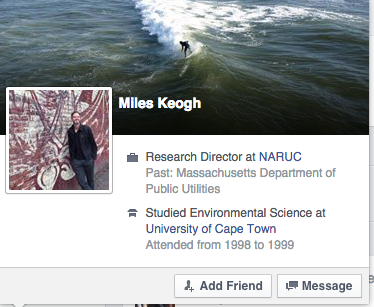 Miles Keogh
Research Director at NARUC
Past: Massachusetts Department of
Public Utilities
Studied Environmental Science at
University of Cape Town
Attended from 1998 to 1999
Add Friend
Message